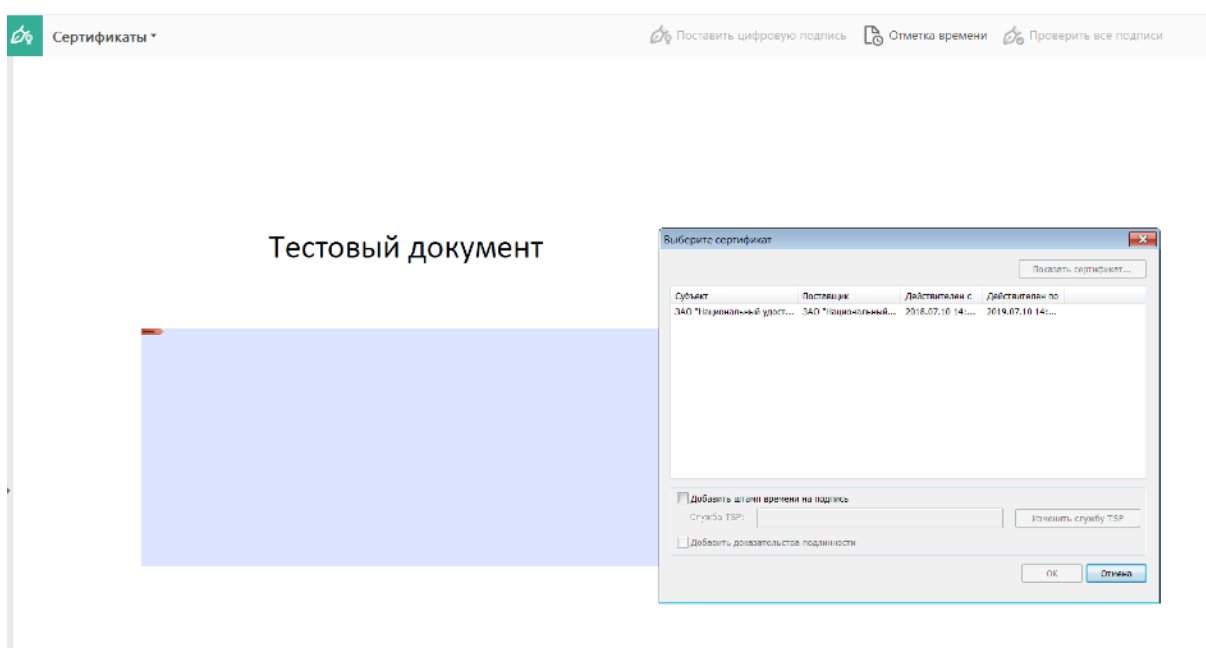 Сертификаты
Поставить цифровую подпись Отметка времени Проверить все подписи
Тестовый документ
Выберите сертификат
Показать сертификат...
Субъект Поставщик Действителен с Действителен по
ЗАО "Национальный удост... ЗАО "Национальный... 2018.07.10 14:... 2019.07.10 14:...
Добавить штамп времени на подпись
Служба TSP: Изменить службу TSP
Добавить доказательства подлинности
ОК Отмена